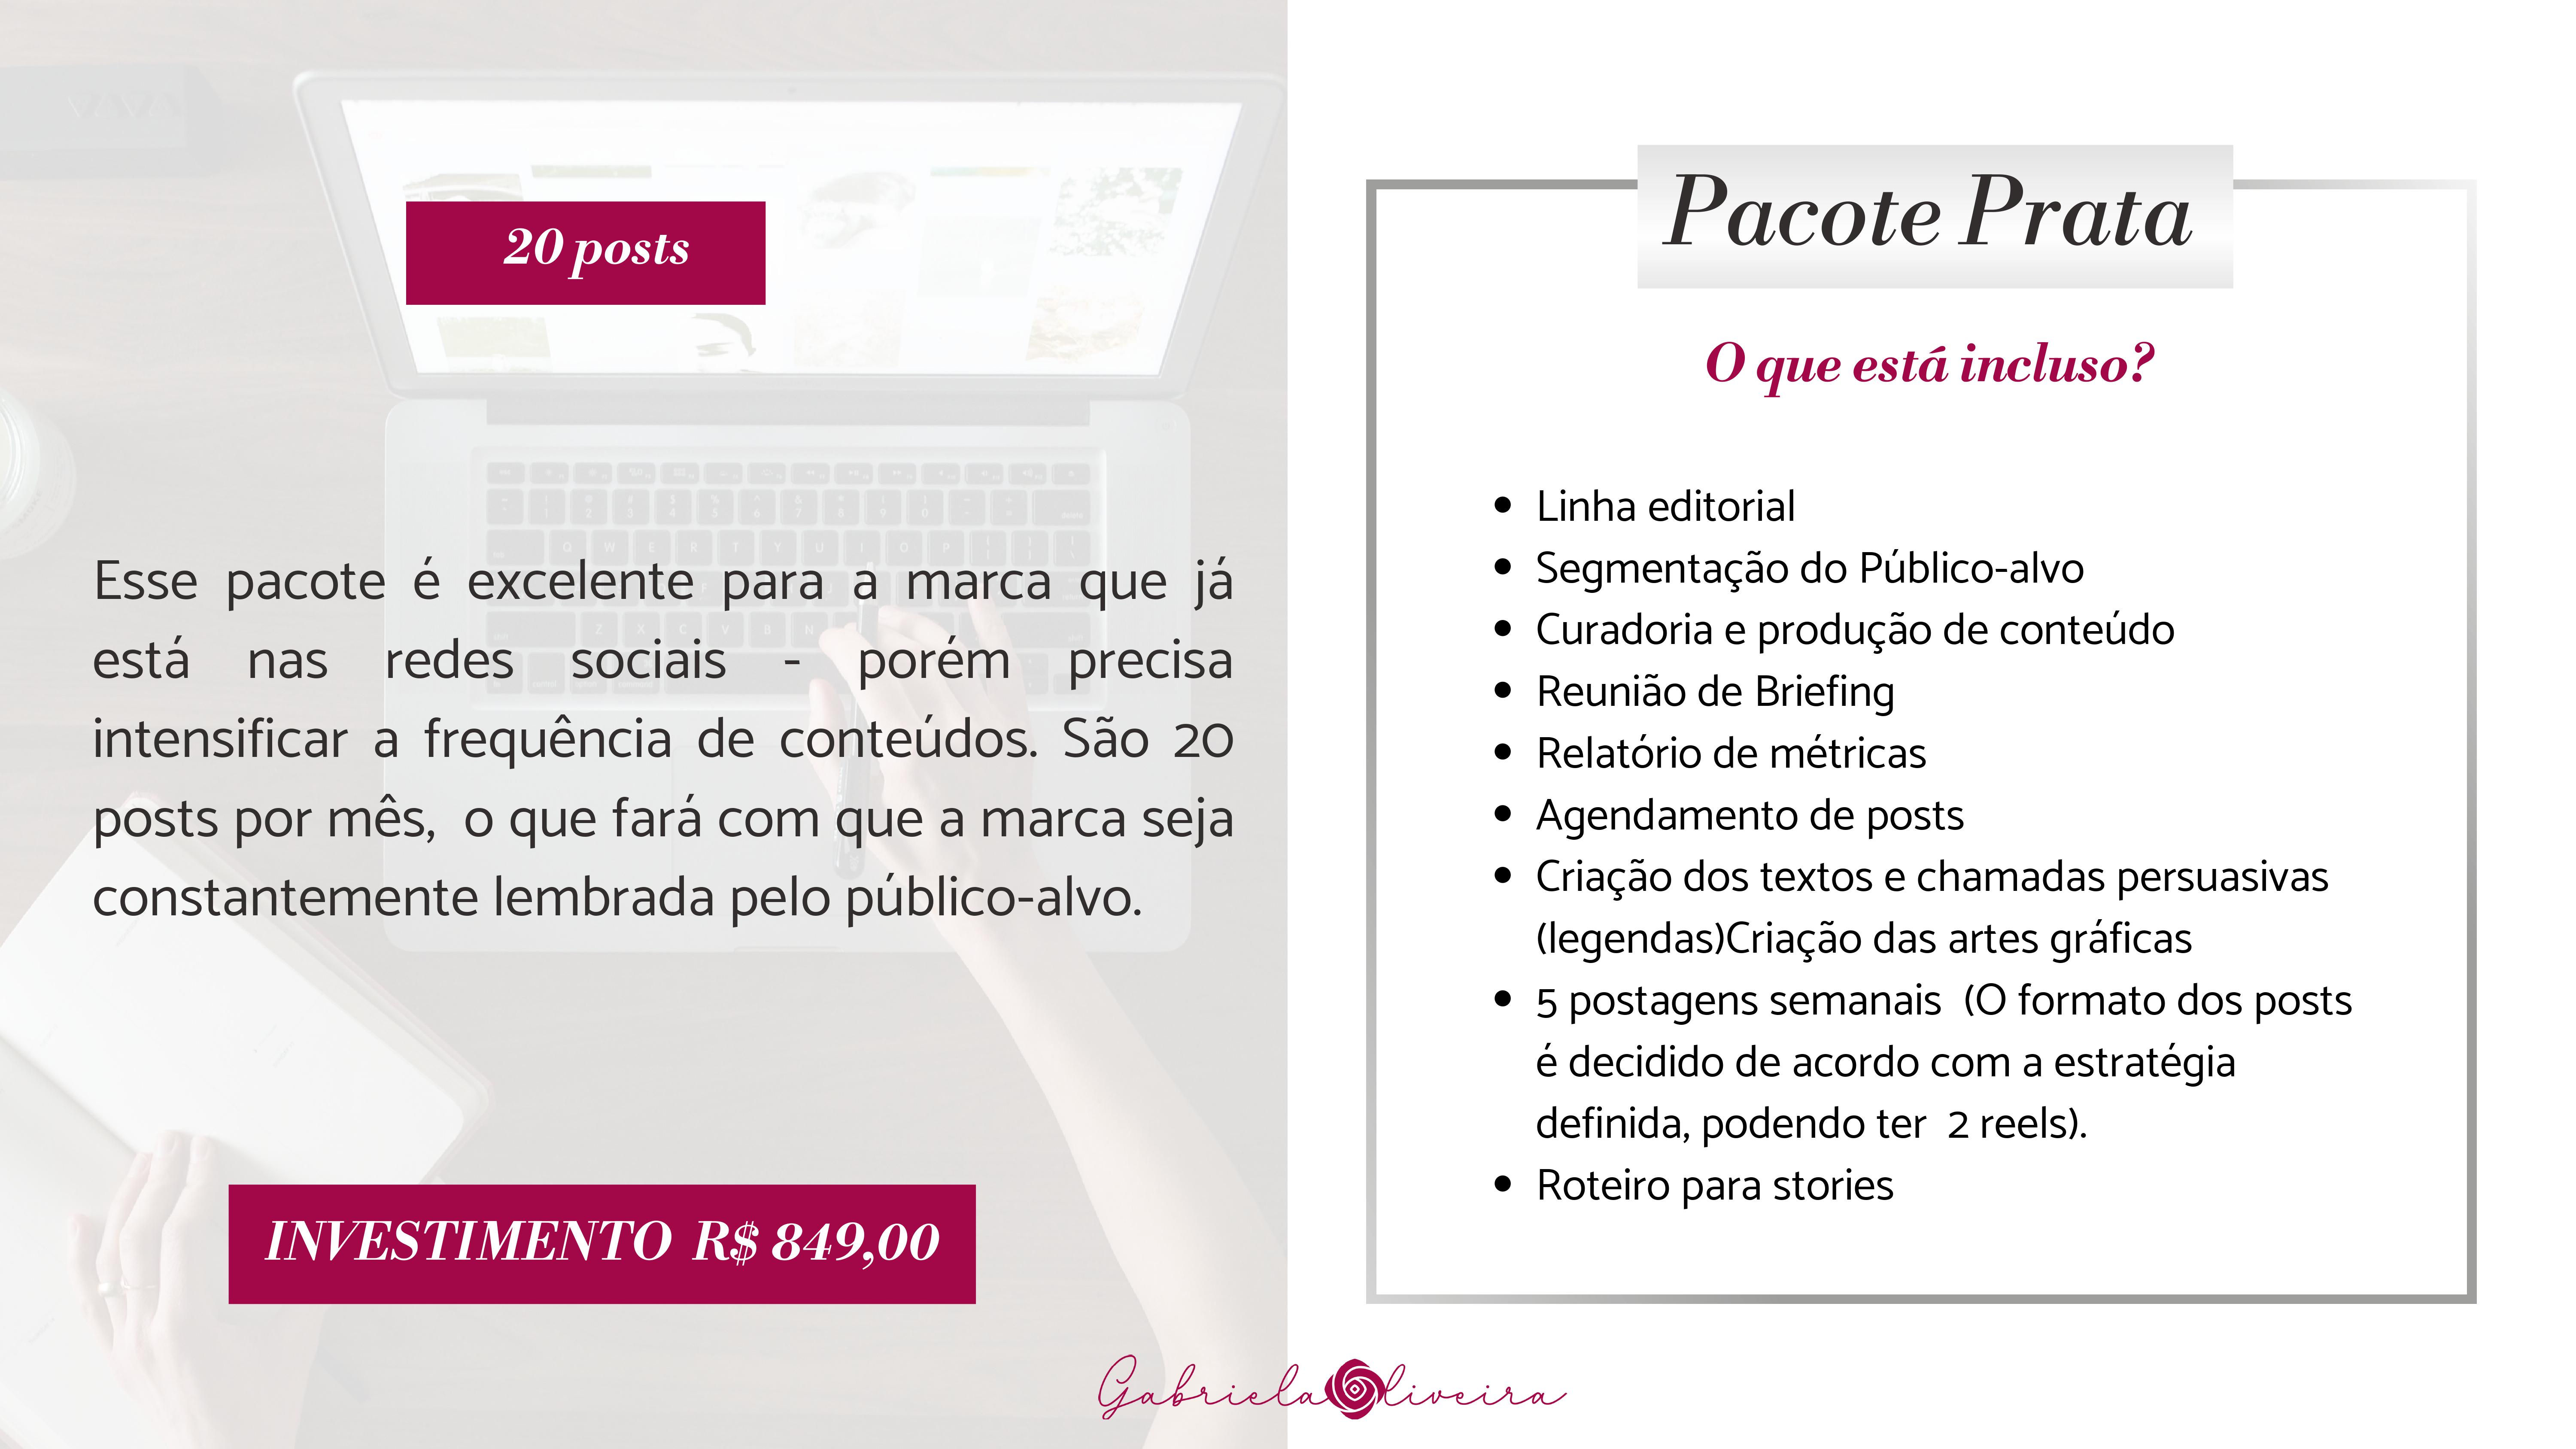 20 posts
Esse pacote é excelente para a marca que já
está nas redes sociais - porém precisa
intensificar a frequência de conteúdos. São 20
posts por mês,  o que fará com que a marca seja
constantemente lembrada pelo público-alvo.
INVESTIMENTO R$ 849,00
Pacote Prata
O que está incluso?
• Linha editorial
• Segmentação do Público-alvo
• Curadoria e produção de conteúdo
• Reunião de Briefing
• Relatório de métricas
• Agendamento de posts
• Criação dos textos e chamadas persuasivas
(legendas)Criação das artes gráficas
• 5 postagens semanais  (O formato dos posts
é decidido de acordo com a estratégia
definida, podendo ter  2 reels).
• Roteiro para stories
Gabriela Oliveira